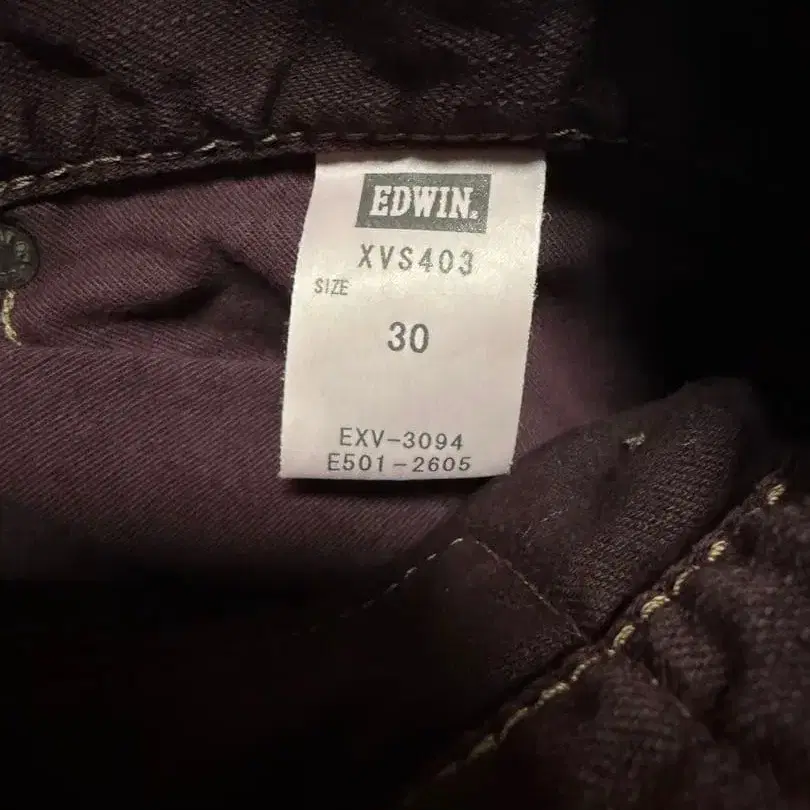 EDWIN.
XVS403
SIZE
30
EXV-3094
E501-2605